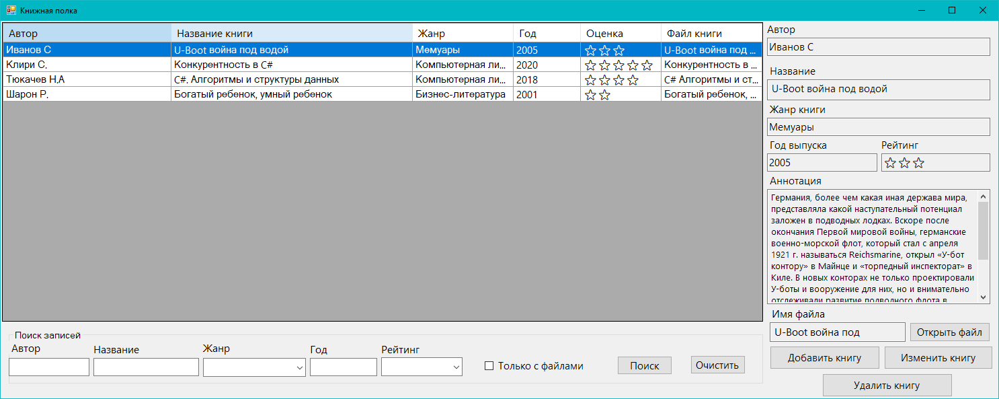 Книжная полка
Автор Название книги Жанр Год Оценка Файл книги
Иванов С U-Boot война под водой Мемуары 2005 ☆☆☆ U-Boot война под ...
Клири С. Конкурентность в C# Компьютерная ли... 2020 ☆☆☆☆☆ Конкурентность в ...
Тюкачев Н.А C#. Алгоритмы и структуры данных Компьютерная ли... 2018 ☆☆☆☆ C# Алгоритмы и ст...
Шарон Р. Богатый ребенок, умный ребенок Бизнес-литература 2001 ☆☆ Богатый ребенок, ...
Автор
Иванов С
Название
U-Boot война под водой
Жанр книги
Мемуары
Год выпуска Рейтинг
2005 ☆☆☆
Аннотация
Германия, более чем какая иная держава мира,
представляла какой наступательный потенциал
заложен в подводных лодках. Вскоре после
окончания Первой мировой войны, германские
военно-морской флот, который стал с апреля
1921 г. называться Reichsmarine, открыл «У-бот
контору» в Майнце и «торпедный инспекторат» в
Киле. В новых конторах не только проектировали
У-боты и вооружение для них, но и внимательно
отслеживали развитие подводного флота в
Имя файла
U-Boot война под Открыть файл
Добавить книгу Изменить книгу
Удалить книгу
Поиск записей
Автор Название Жанр Год Рейтинг
Только с файлами Поиск Очистить